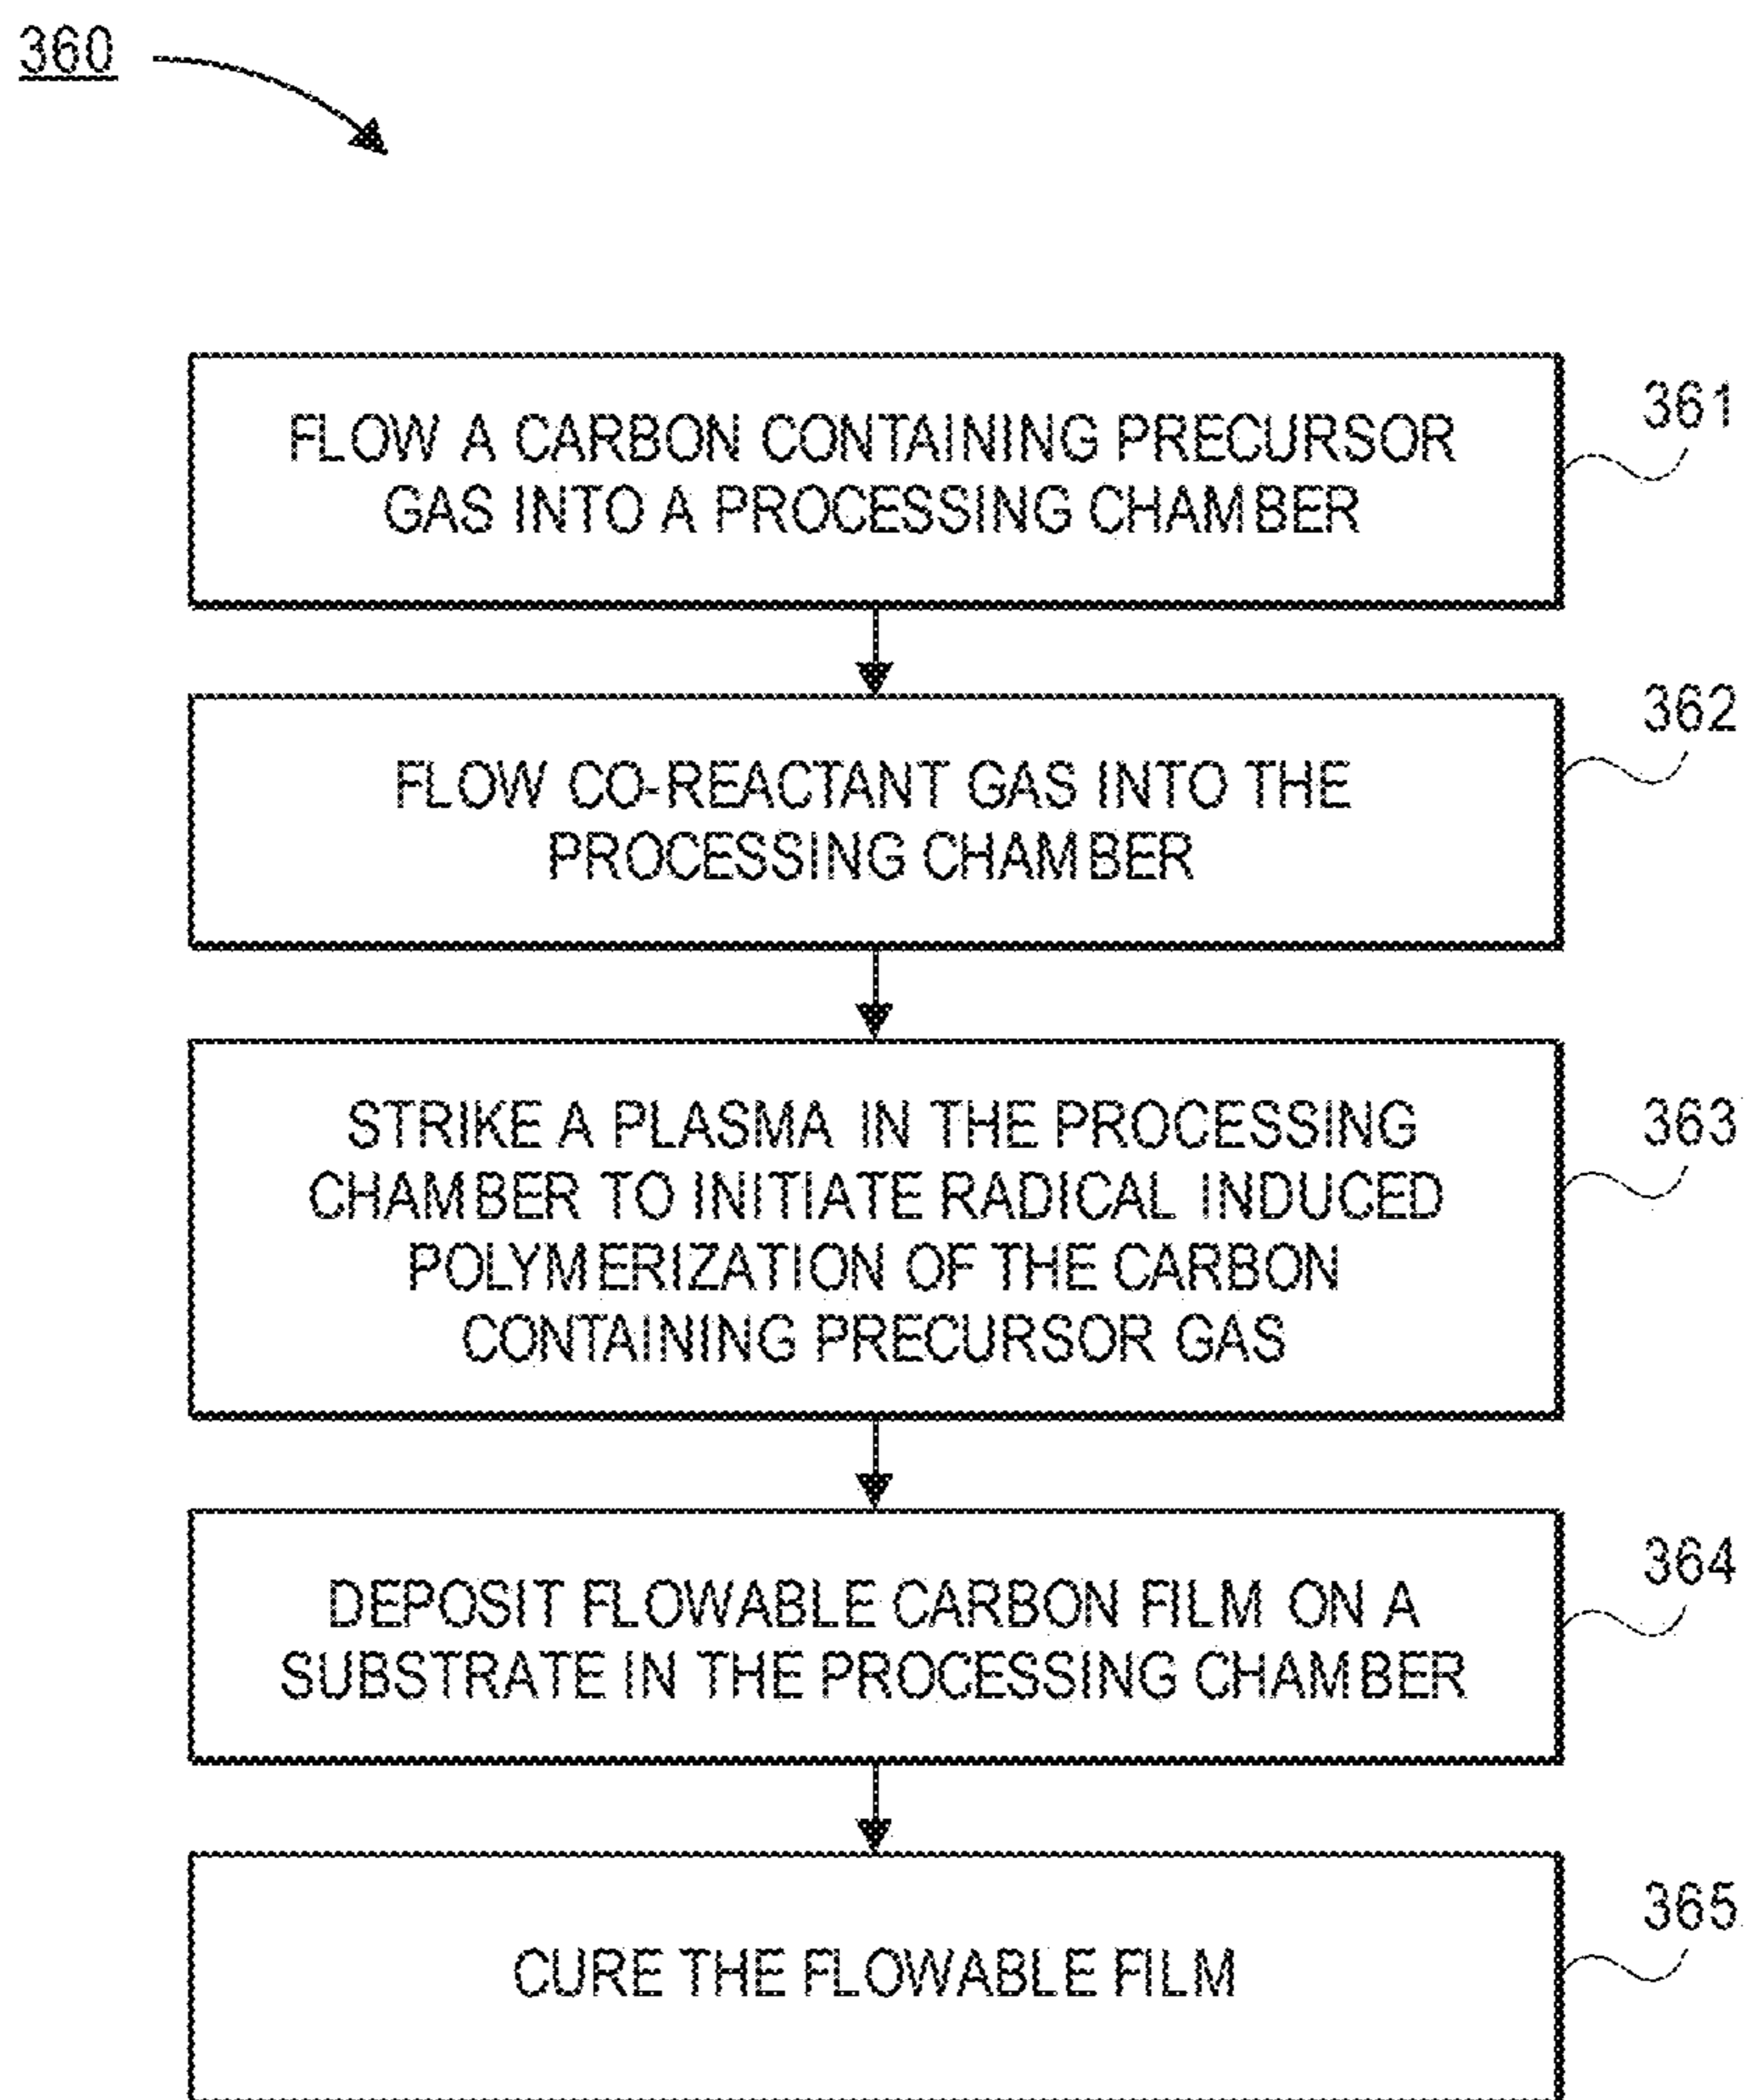 360
FLOW A CARBON CONTAINING PRECURSOR
GAS INTO A PROCESSING CHAMBER
361
FLOW CO-REACTANT GAS INTO THE
PROCESSING CHAMBER
362
STRIKE A PLASMA IN THE PROCESSING
CHAMBER TO INITIATE RADICAL INDUCED
POLYMERIZATION OF THE CARBON
CONTAINING PRECURSOR GAS
363
DEPOSIT FLOWABLE CARBON FILM ON A
SUBSTRATE IN THE PROCESSING CHAMBER
364
CURE THE FLOWABLE FILM
365